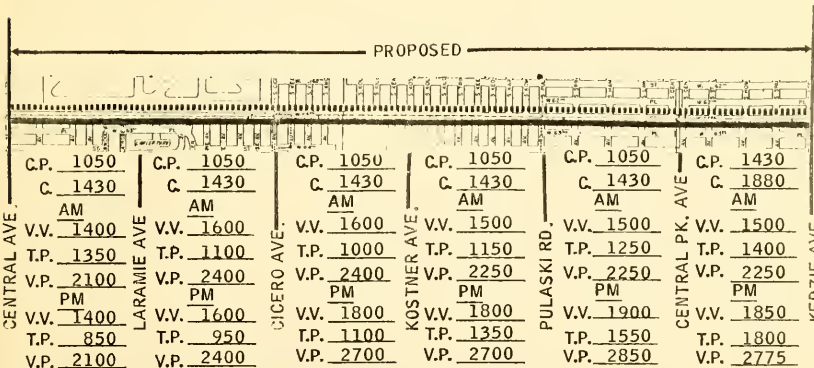 PROPOSED
C.P. 1050 C.P. 1050 C.P. 1050 C.P. 1050 C.P. 1050 C.P. 1430
C. 1430 C. 1430 C. 1430 C. 1430 C. 1430 C. 1880
AM AM AM AM AM AM
V.V. 1400 V.V. 1600 V.V. 1600 V.V. 1500 V.V. 1500 V.V. 1500
T.P. 1350 T.P. 1100 T.P. 1000 T.P. 1150 T.P. 1250 T.P. 1400
V.P. 2100 V.P. 2400 V.P. 2400 V.P. 2250 V.P. 2250 V.P. 2250
PM PM PM PM PM PM
V.V. 1400 V.V. 1600 V.V. 1800 V.V. 1800 V.V. 1900 V.V. 1850
T.P. 850 T.P. 950 T.P. 1100 T.P. 1350 T.P. 1550 T.P. 1800
V.P. 2100 V.P. 2400 V.P. 2700 V.P. 2700 V.P. 2850 V.P. 2775
CENTRAL AVE.
LARAMIE AVE.
CICERO AVE.
KOSTNER AVE.
PULASKI RD.
CENTRAL PK. AVE
KEDZIE AVE